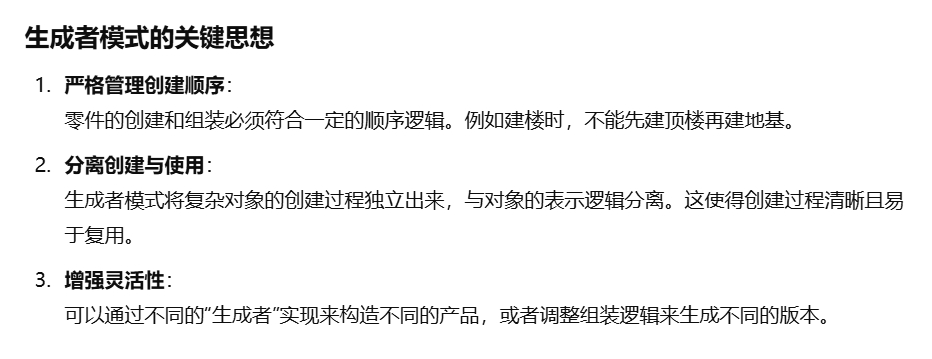 生成者模式的关键思想
1. 严格管理创建顺序：
零件的创建和组装必须符合一定的顺序逻辑。例如建楼时，不能先建顶楼再建地基。
2. 分离创建与使用：
生成者模式将复杂对象的创建过程独立出来，与对象的表示逻辑分离。这使得创建过程清晰且易
于复用。
3. 增强灵活性：
可以通过不同的“生成者”实现来构造不同的产品，或者调整组装逻辑来生成不同的版本。